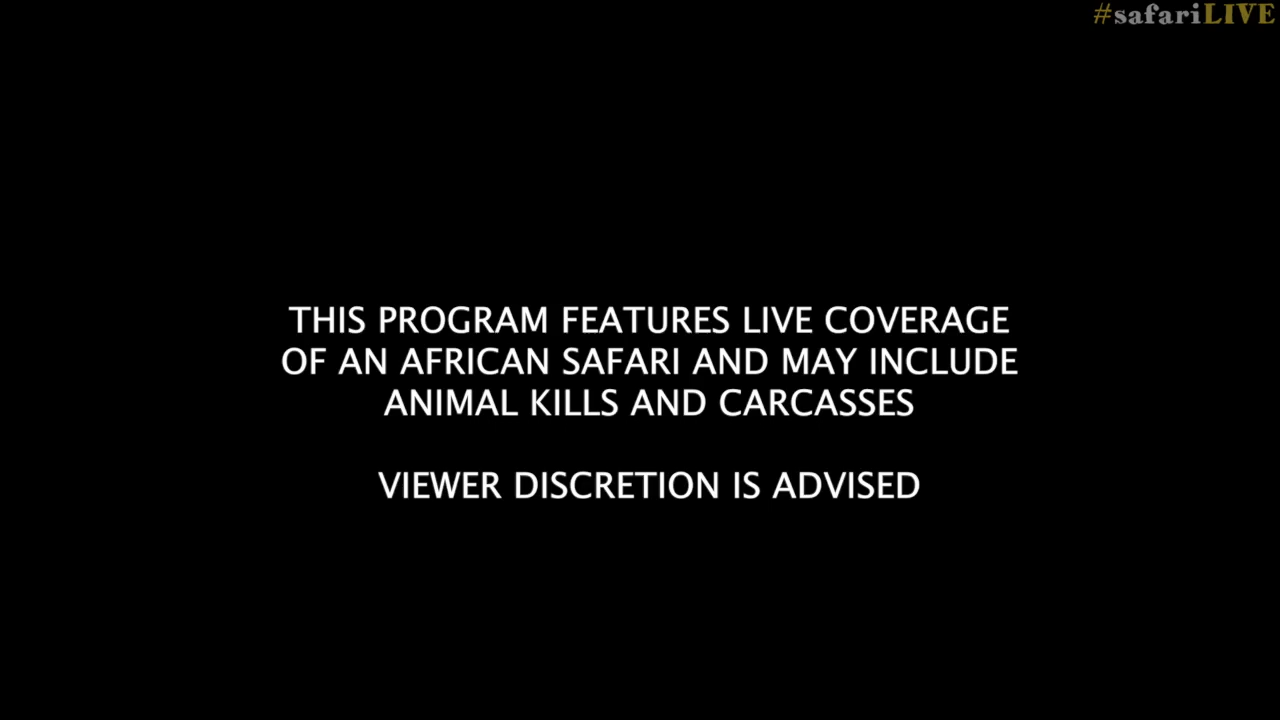 #safariLIVE
THIS PROGRAM FEATURES LIVE COVERAGE
OF AN AFRICAN SAFARI AND MAY INCLUDE
ANIMAL KILLS AND CARCASSES
VIEWER DISCRETION IS ADVISED